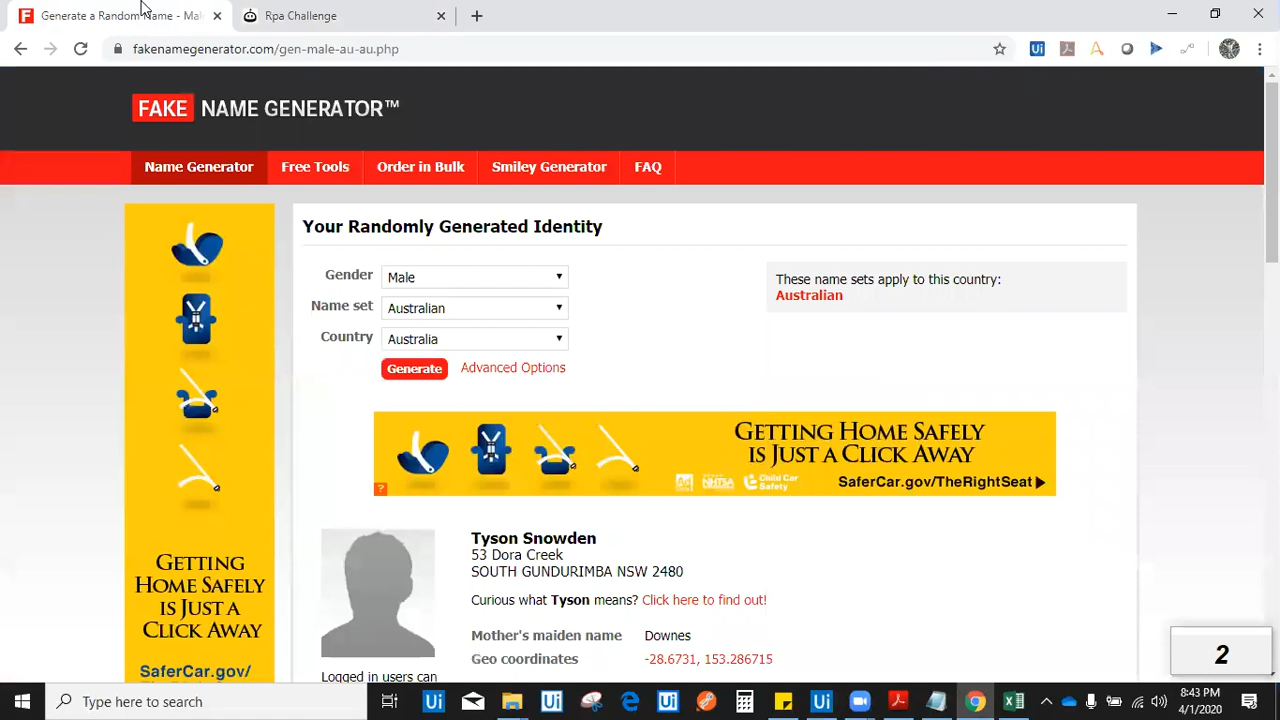 Generate a Random Name - Mal
Rpa Challenge
fakenamegenerator.com/gen-male-au-au.php
FAKE NAME GENERATOR™
Name Generator
Free Tools
Order in Bulk
Smiley Generator
FAQ
Your Randomly Generated Identity
Gender
Male
Name set
Australian
Country
Australia
Generate
Advanced Options
These name sets apply to this country:
Australian
GETTING HOME SAFELY
IS JUST A CLICK AWAY
Ad
NHTSA
Child Car
Safety
SaferCar.gov/TheRightSeat
?
GETTING
HOME SAFELY
IS JUST A
CLICK AWAY
SaferCar.gov/
Tyson Snowden
53 Dora Creek
SOUTH GUNDURIMBA NSW 2480
Curious what Tyson means? Click here to find out!
Mother's maiden name
Downes
Geo coordinates
-28.6731, 153.286715
Logged in users can
2
Type here to search
8:43 PM
4/1/2020